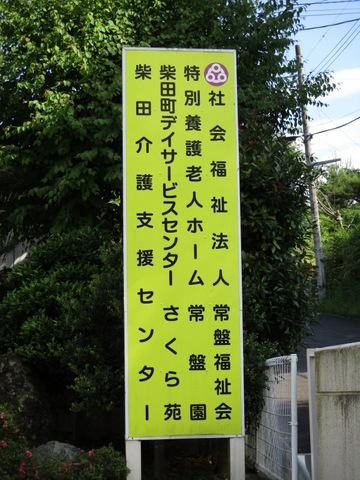 社会福祉法人常盤福祉会
特別養護老人ホーム常盤園
柴田町デイサービスセンターさくら苑
柴田介護支援センター